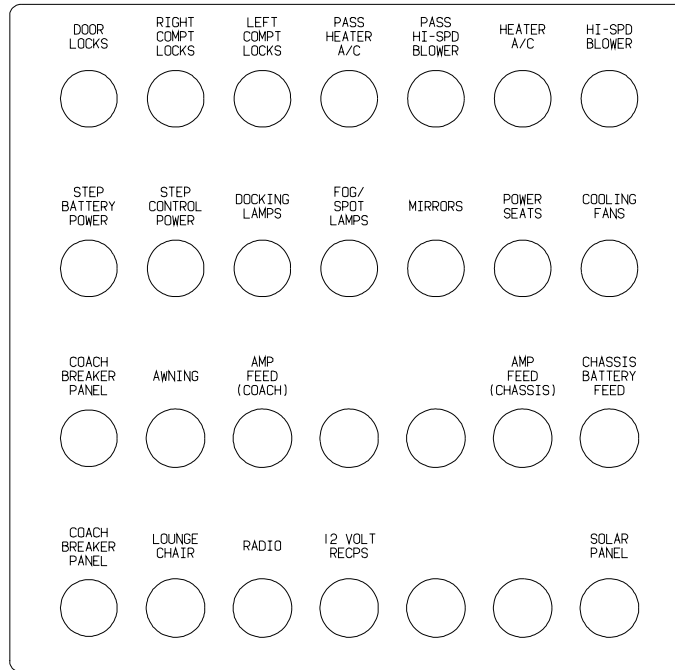 DOOR
LOCKS
RIGHT
COMPT
LOCKS
LEFT
COMPT
LOCKS
PASS
HEATER
A/C
PASS
HI-SPD
BLOWER
HEATER
A/C
HI-SPD
BLOWER
STEP
BATTERY
POWER
STEP
CONTROL
POWER
DOCKING
LAMPS
FOG/
SPOT
LAMPS
MIRRORS
POWER
SEATS
COOLING
FANS
COACH
BREAKER
PANEL
AWNING
AMP
FEED
(COACH)
AMP
FEED
(CHASSIS)
CHASSIS
BATTERY
FEED
COACH
BREAKER
PANEL
LOUNGE
CHAIR
RADIO
12 VOLT
RECPS
SOLAR
PANEL